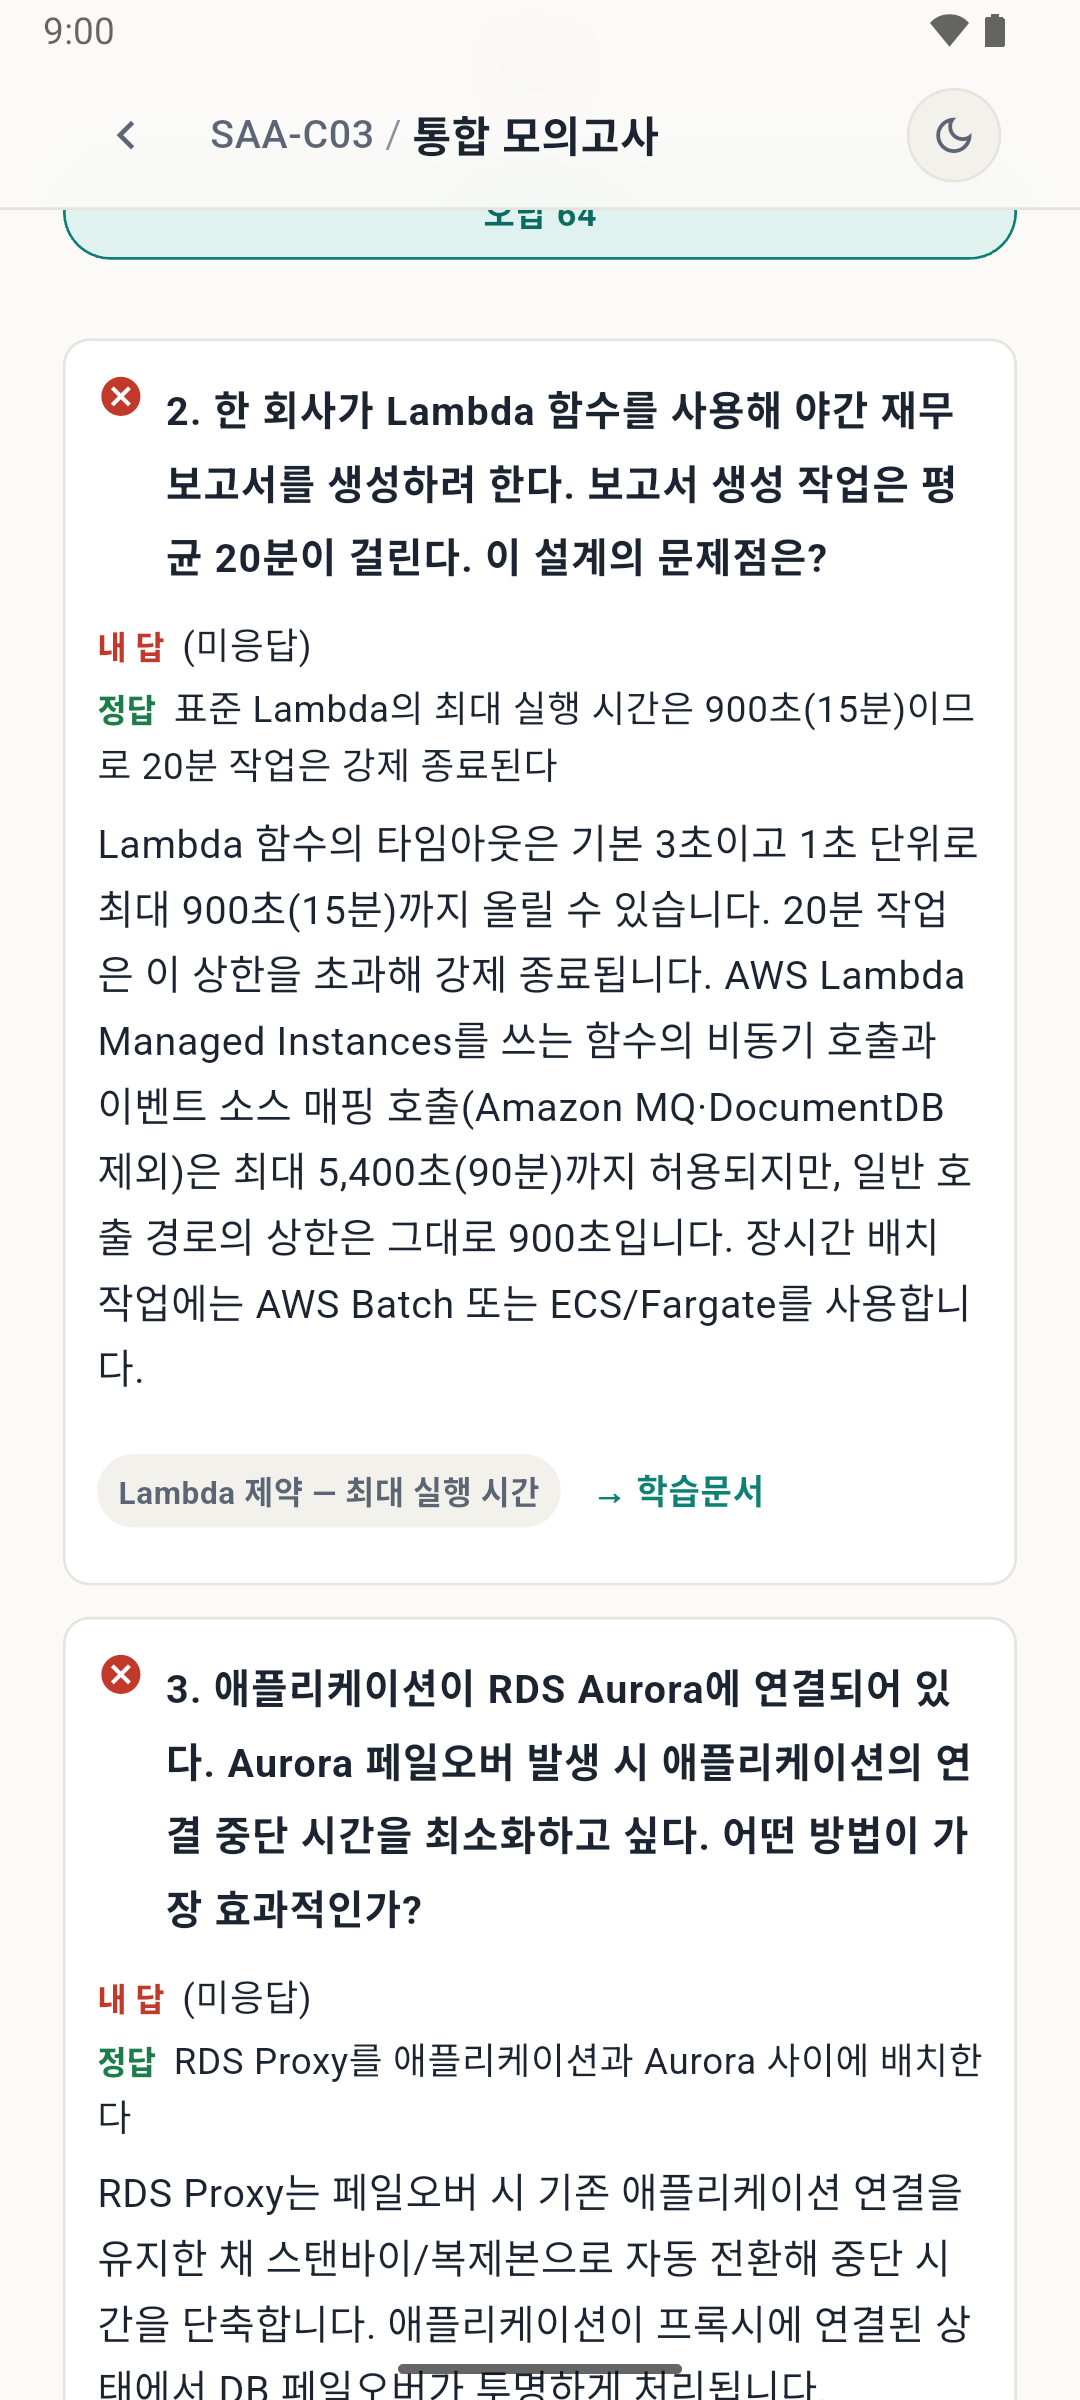 9:00
SAA-C03 / 통합 모의고사
오답 64
2. 한 회사가 Lambda 함수를 사용해 야간 재무
보고서를 생성하려 한다. 보고서 생성 작업은 평
균 20분이 걸린다. 이 설계의 문제점은?
내 답 (미응답)
정답 표준 Lambda의 최대 실행 시간은 900초(15분)이므
로 20분 작업은 강제 종료된다
Lambda 함수의 타임아웃은 기본 3초이고 1초 단위로
최대 900초(15분)까지 올릴 수 있습니다. 20분 작업
은 이 상한을 초과해 강제 종료됩니다. AWS Lambda
Managed Instances를 쓰는 함수의 비동기 호출과
이벤트 소스 매핑 호출(Amazon MQ·DocumentDB
제외)은 최대 5,400초(90분)까지 허용되지만, 일반 호
출 경로의 상한은 그대로 900초입니다. 장시간 배치
작업에는 AWS Batch 또는 ECS/Fargate를 사용합니
다.
Lambda 제약 — 최대 실행 시간 → 학습문서
3. 애플리케이션이 RDS Aurora에 연결되어 있
다. Aurora 페일오버 발생 시 애플리케이션의 연
결 중단 시간을 최소화하고 싶다. 어떤 방법이 가
장 효과적인가?
내 답 (미응답)
정답 RDS Proxy를 애플리케이션과 Aurora 사이에 배치한
다
RDS Proxy는 페일오버 시 기존 애플리케이션 연결을
유지한 채 스탠바이/복제본으로 자동 전환해 중단 시
간을 단축합니다. 애플리케이션이 프록시에 연결된 상
태에서 DB 페일오버가 투명하게 처리됩니다.